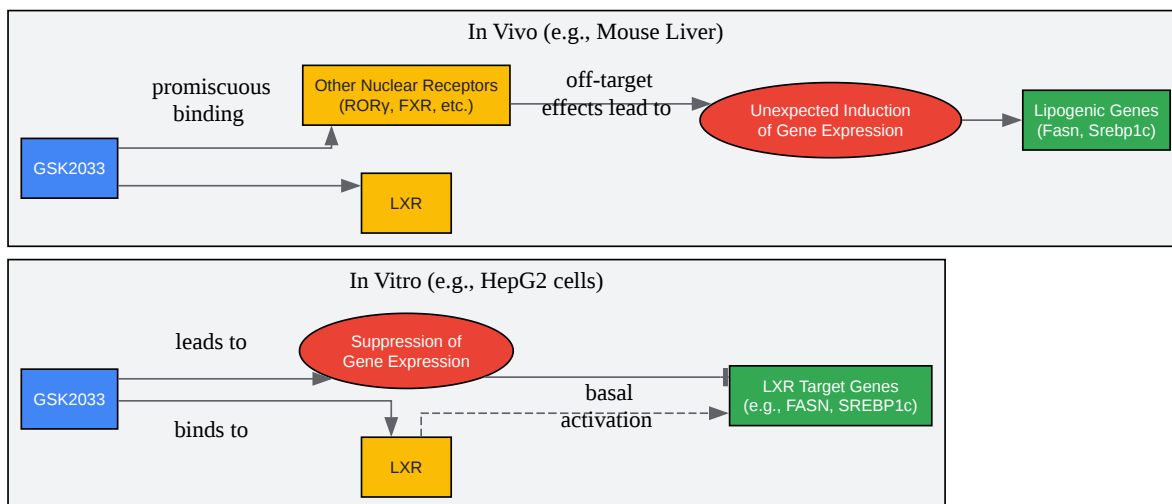 In Vivo (e.g., Mouse Liver)
promiscuous
binding
Other Nuclear Receptors
(RORγ, FXR, etc.)
off-target
effects lead to
Unexpected Induction
of Gene Expression
Lipogenic Genes
(Fasn, Srebp1c)
GSK2033
LXR
In Vitro (e.g., HepG2 cells)
leads to
Suppression of
Gene Expression
LXR Target Genes
(e.g., FASN, SREBP1c)
GSK2033
basal
activation
binds to
LXR